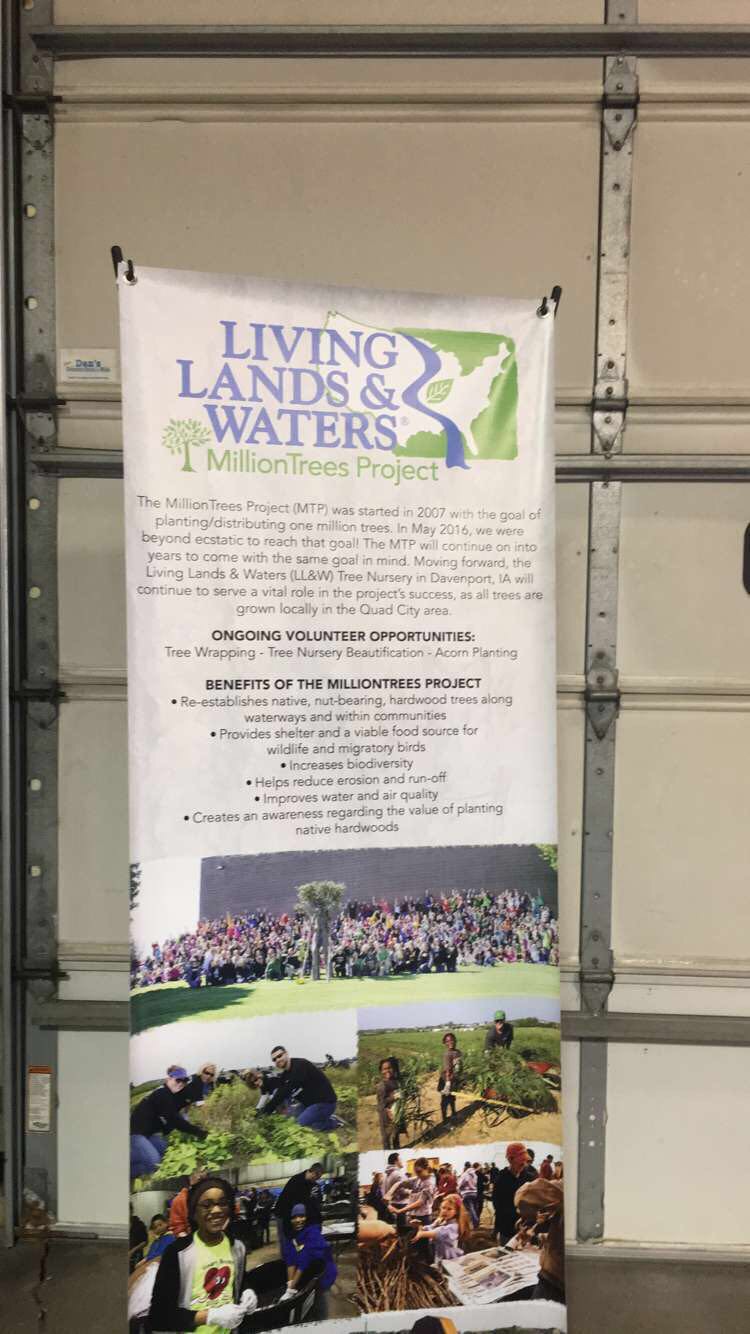 Dan's
LIVING
LANDS &
WATERS®
MillionTrees Project
The MillionTrees Project (MTP) was started in 2007 with the goal of
planting/distributing one million trees. In May 2016, we were
beyond ecstatic to reach that goal! The MTP will continue on into
years to come with the same goal in mind. Moving forward, the
Living Lands & Waters (LL&W) Tree Nursery in Davenport, IA will
continue to serve a vital role in the project's success, as all trees are
grown locally in the Quad City area.
ONGOING VOLUNTEER OPPORTUNITIES:
Tree Wrapping - Tree Nursery Beautification - Acorn Planting
BENEFITS OF THE MILLIONTREES PROJECT
• Re-establishes native, nut-bearing, hardwood trees along
waterways and within communities
• Provides shelter and a viable food source for
wildlife and migratory birds
• Increases biodiversity
• Helps reduce erosion and run-off
• Improves water and air quality
• Creates an awareness regarding the value of planting
native hardwoods